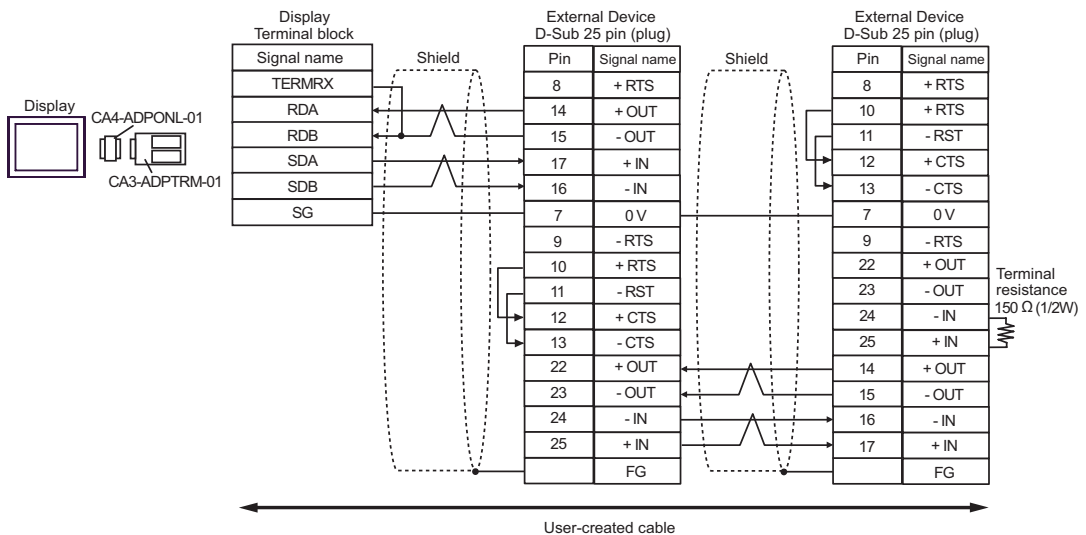 Display
CA4-ADPONL-01
CA3-ADPTRM-01
Display
Terminal block
Signal name
TERMRX
RDA
RDB
SDA
SDB
SG
Shield
External Device
D-Sub 25 pin (plug)
Pin Signal name
8 + RTS
14 + OUT
15 - OUT
17 + IN
16 - IN
7 0 V
9 - RTS
10 + RTS
11 - RST
12 + CTS
13 - CTS
22 + OUT
23 - OUT
24 - IN
25 + IN
FG
Shield
External Device
D-Sub 25 pin (plug)
Pin Signal name
8 + RTS
10 + RTS
11 - RST
12 + CTS
13 - CTS
7 0 V
9 - RTS
22 + OUT
23 - OUT
24 - IN
25 + IN
14 + OUT
15 - OUT
16 - IN
17 + IN
FG
Terminal
resistance
150 Ω (1/2W)
User-created cable